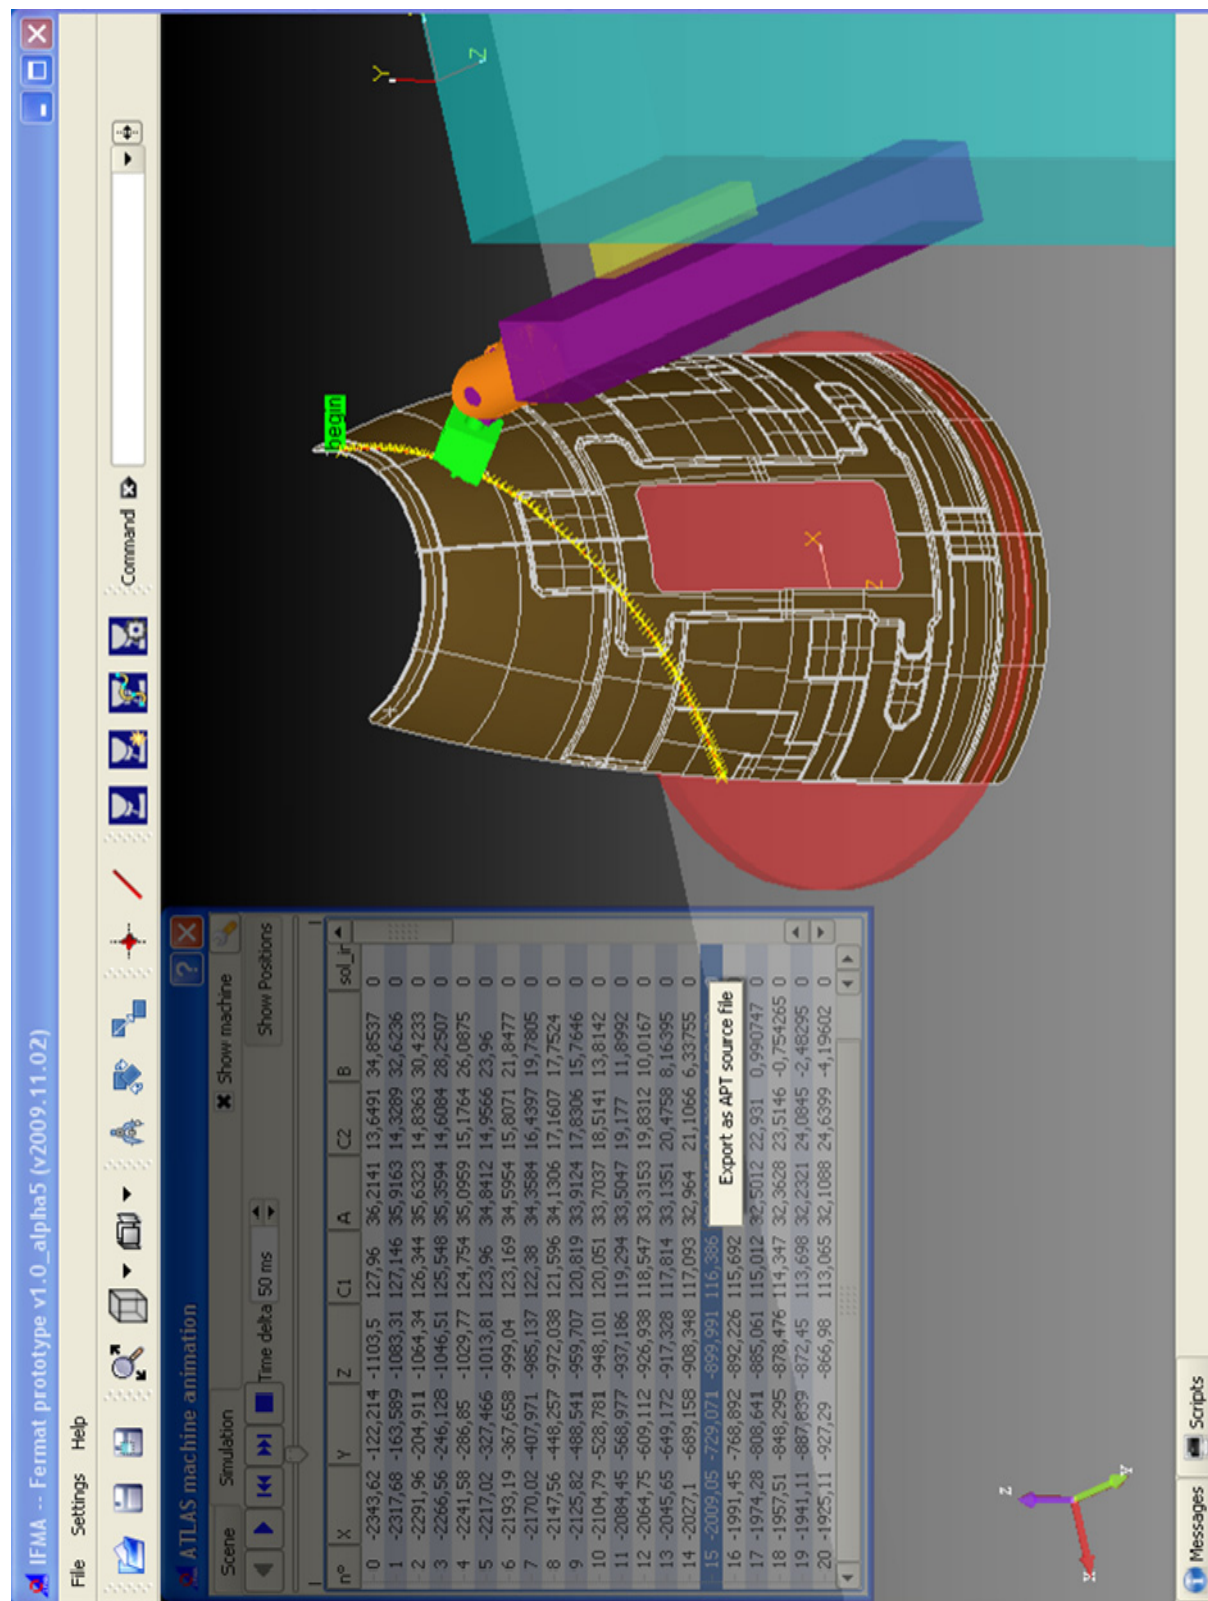 IFMA -- Fermat prototype v1.0_alpha5 (v2009.11.02)
File Settings Help
Command
ATLAS machine animation
Scene Simulation
Show machine
Time delta 50 ms Show Positions
n° X Y Z C1 A C2 B sol_in
0 -2343,62 -122,214 -1103,5 127,96 36,2141 13,6491 34,8537 0
1 -2317,68 -163,589 -1083,31 127,146 35,9163 14,3289 32,6236 0
2 -2291,96 -204,911 -1064,34 126,344 35,6323 14,8363 30,4233 0
3 -2266,56 -246,128 -1046,51 125,548 35,3594 14,6084 28,2507 0
4 -2241,58 -286,85 -1029,77 124,754 35,0959 15,1764 26,0875 0
5 -2217,02 -327,466 -1013,81 123,96 34,8412 14,9566 23,96 0
6 -2193,19 -367,658 -999,04 123,169 34,5954 15,8071 21,8477 0
7 -2170,02 -407,971 -985,137 122,38 34,3584 16,4397 19,7805 0
8 -2147,56 -448,257 -972,038 121,596 34,1306 17,1607 17,7524 0
9 -2125,82 -488,541 -959,707 120,819 33,9124 17,8306 15,7646 0
10 -2104,79 -528,781 -948,101 120,051 33,7037 18,5141 13,8142 0
11 -2084,45 -568,977 -937,186 119,294 33,5047 19,177 11,8992 0
12 -2064,75 -609,112 -926,938 118,547 33,3153 19,8312 10,0167 0
13 -2045,65 -649,172 -917,328 117,814 33,1351 20,4758 8,16395 0
14 -2027,1 -689,158 -908,348 117,093 32,964 21,1066 6,33755 0
15 -2009,05 -729,071 -899,991 116,386
Export as APT source file
16 -1991,45 -768,892 -892,226 115,692
17 -1974,28 -808,641 -885,061 115,012 32,5012 22,931 0,990747 0
18 -1957,51 -848,295 -878,476 114,347 32,3628 23,5146 -0,754265 0
19 -1941,11 -887,839 -872,45 113,698 32,2321 24,0845 -2,48295 0
20 -1925,11 -927,29 -866,98 113,065 32,1088 24,6399 -4,19602 0
begin
Y
Z
X
Z
Z
X
Y
Messages Scripts